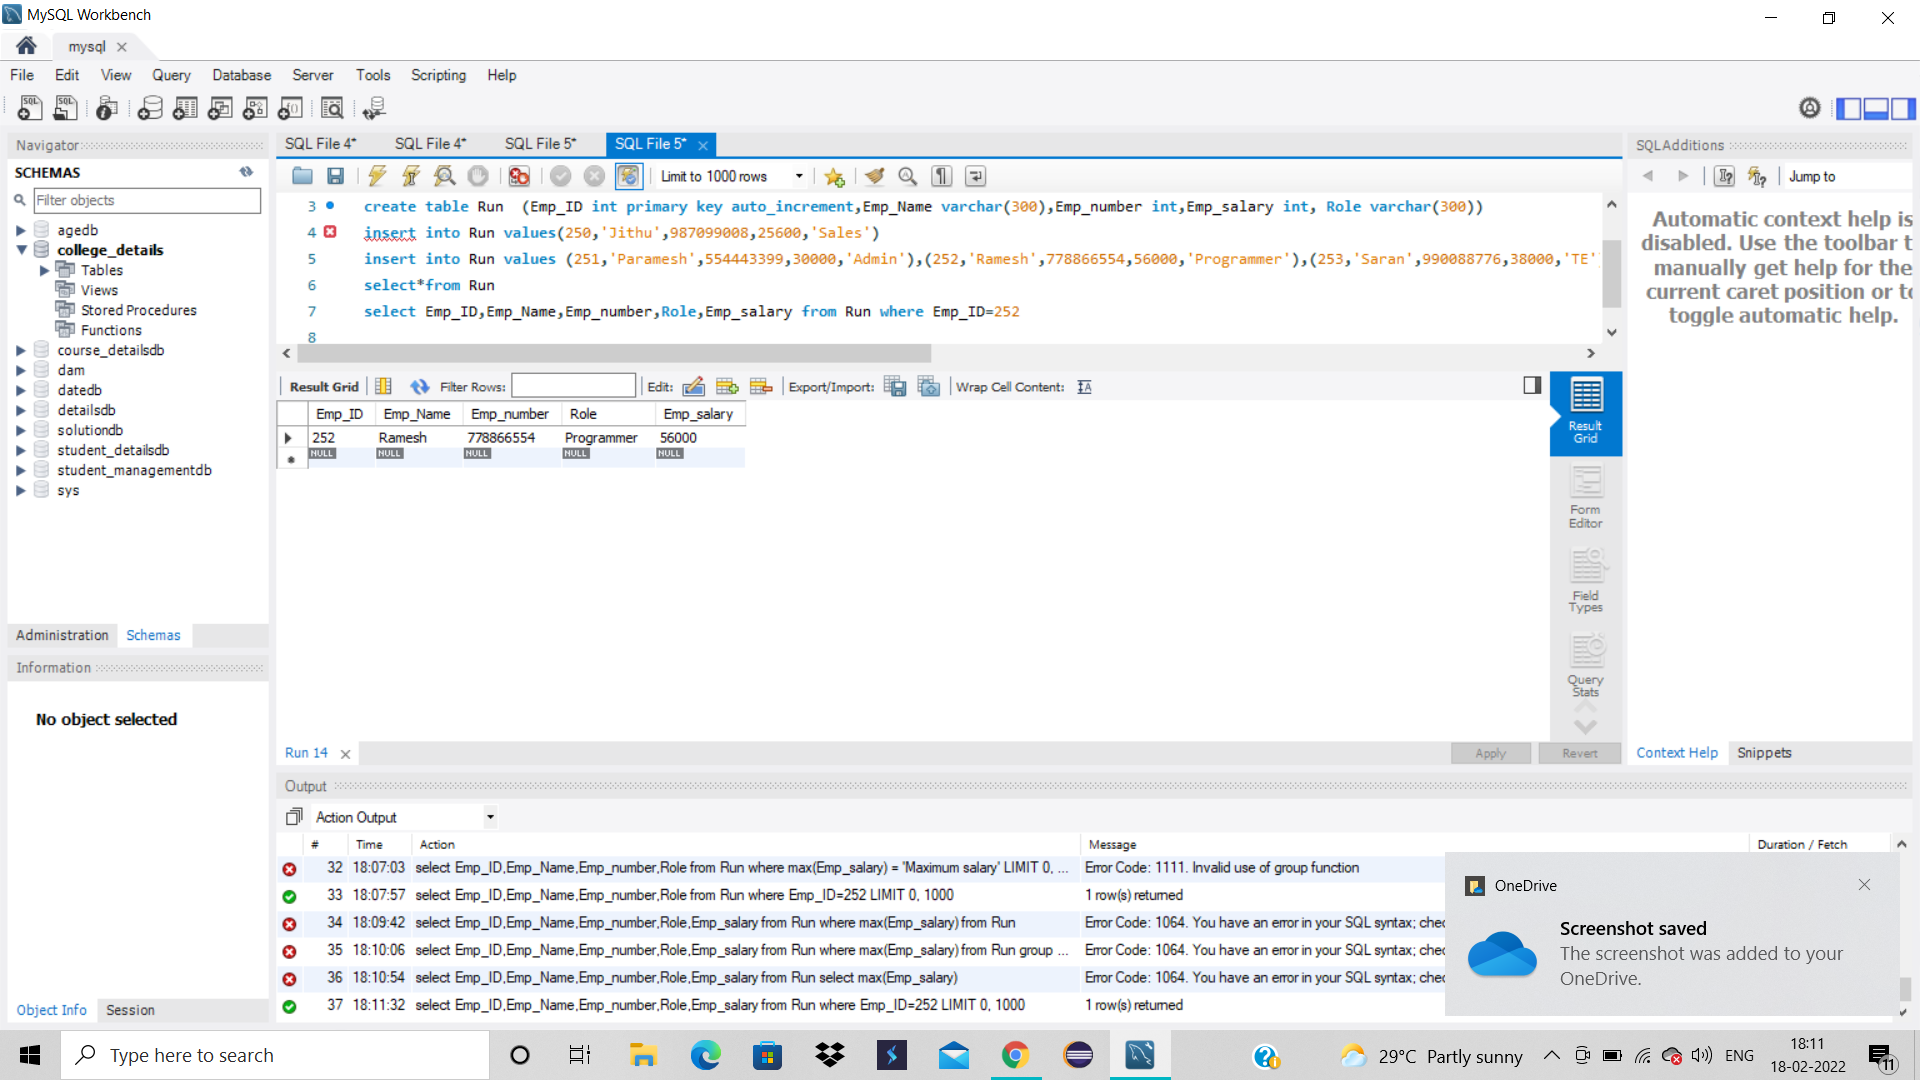 MySQL Workbench
mysql
File Edit View Query Database Server Tools Scripting Help
Navigator
SCHEMAS
Filter objects
agedb
college_details
Tables
Views
Stored Procedures
Functions
course_detailsdb
dam
datedb
detailsdb
solutiondb
student_detailsdb
student_managementdb
sys
Administration Schemas
Information
No object selected
Object Info Session
SQL File 4* SQL File 4* SQL File 5* SQL File 5*
Limit to 1000 rows
3 create table Run (Emp_ID int primary key auto_increment,Emp_Name varchar(300),Emp_number int,Emp_salary int, Role varchar(300))
4 insert into Run values(250,'Jithu',987099008,25600,'Sales')
5 insert into Run values (251,'Paramesh',554443399,30000,'Admin'),(252,'Ramesh',778866554,56000,'Programmer'),(253,'Saran',990088776,38000,'TE'
6 select*from Run
7 select Emp_ID,Emp_Name,Emp_number,Role,Emp_salary from Run where Emp_ID=252
8
Result Grid Filter Rows: Edit: Export/Import: Wrap Cell Content:
Emp_ID Emp_Name Emp_number Role Emp_salary
252 Ramesh 778866554 Programmer 56000
NULL NULL NULL NULL NULL
Result Grid
Form Editor
Field Types
Query Stats
Run 14
Apply Revert
SQLAdditions
Jump to
Automatic context help is
disabled. Use the toolbar t
manually get help for the
current caret position or to
toggle automatic help.
Context Help Snippets
Output
Action Output
# Time Action Message Duration / Fetch
32 18:07:03 select Emp_ID,Emp_Name,Emp_number,Role from Run where max(Emp_salary) = 'Maximum salary' LIMIT 0, ... Error Code: 1111. Invalid use of group function
33 18:07:57 select Emp_ID,Emp_Name,Emp_number,Role from Run where Emp_ID=252 LIMIT 0, 1000 1 row(s) returned
34 18:09:42 select Emp_ID,Emp_Name,Emp_number,Role,Emp_salary from Run where max(Emp_salary) from Run Error Code: 1064. You have an error in your SQL syntax; chec
35 18:10:06 select Emp_ID,Emp_Name,Emp_number,Role,Emp_salary from Run where max(Emp_salary) from Run group ... Error Code: 1064. You have an error in your SQL syntax; chec
36 18:10:54 select Emp_ID,Emp_Name,Emp_number,Role,Emp_salary from Run select max(Emp_salary) Error Code: 1064. You have an error in your SQL syntax; chec
37 18:11:32 select Emp_ID,Emp_Name,Emp_number,Role,Emp_salary from Run where Emp_ID=252 LIMIT 0, 1000 1 row(s) returned
OneDrive
Screenshot saved
The screenshot was added to your
OneDrive.
Type here to search
29°C Partly sunny
ENG
18:11
18-02-2022
11